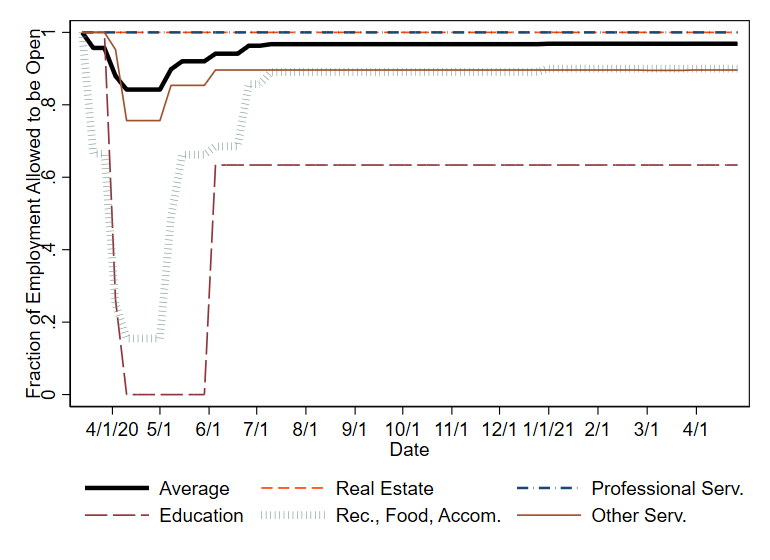 Fraction of Employment Allowed to be Open
1
.8
.6
.4
.2
0
4/1/20 5/1 6/1 7/1 8/1 9/1 10/1 11/1 12/1 1/1/21 2/1 3/1 4/1
Date
Average Real Estate Professional Serv.
Education Rec., Food, Accom. Other Serv.